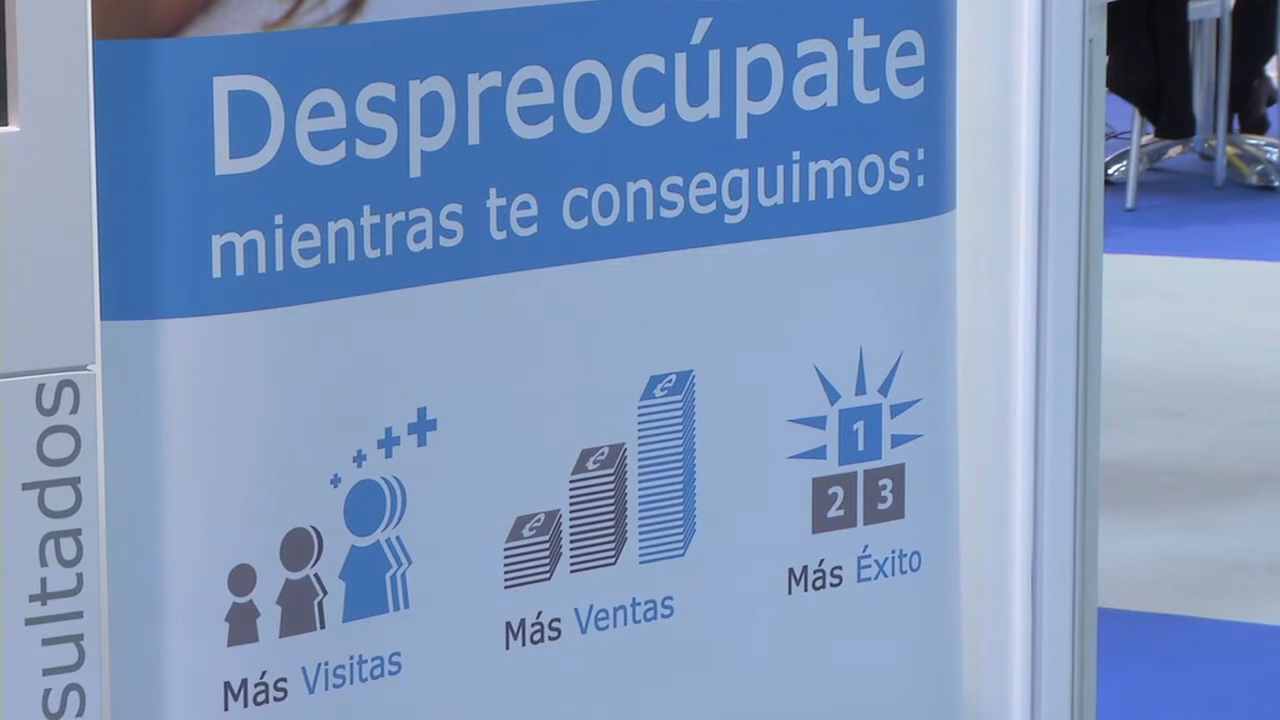 Despreocúpate
mientras te conseguimos:
1
2 3
Más Visitas
Más Ventas
Más Éxito
sultados